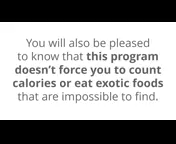 You will also be pleased
to know that this program
doesn't force you to count
calories or eat exotic foods
that are impossible to find.